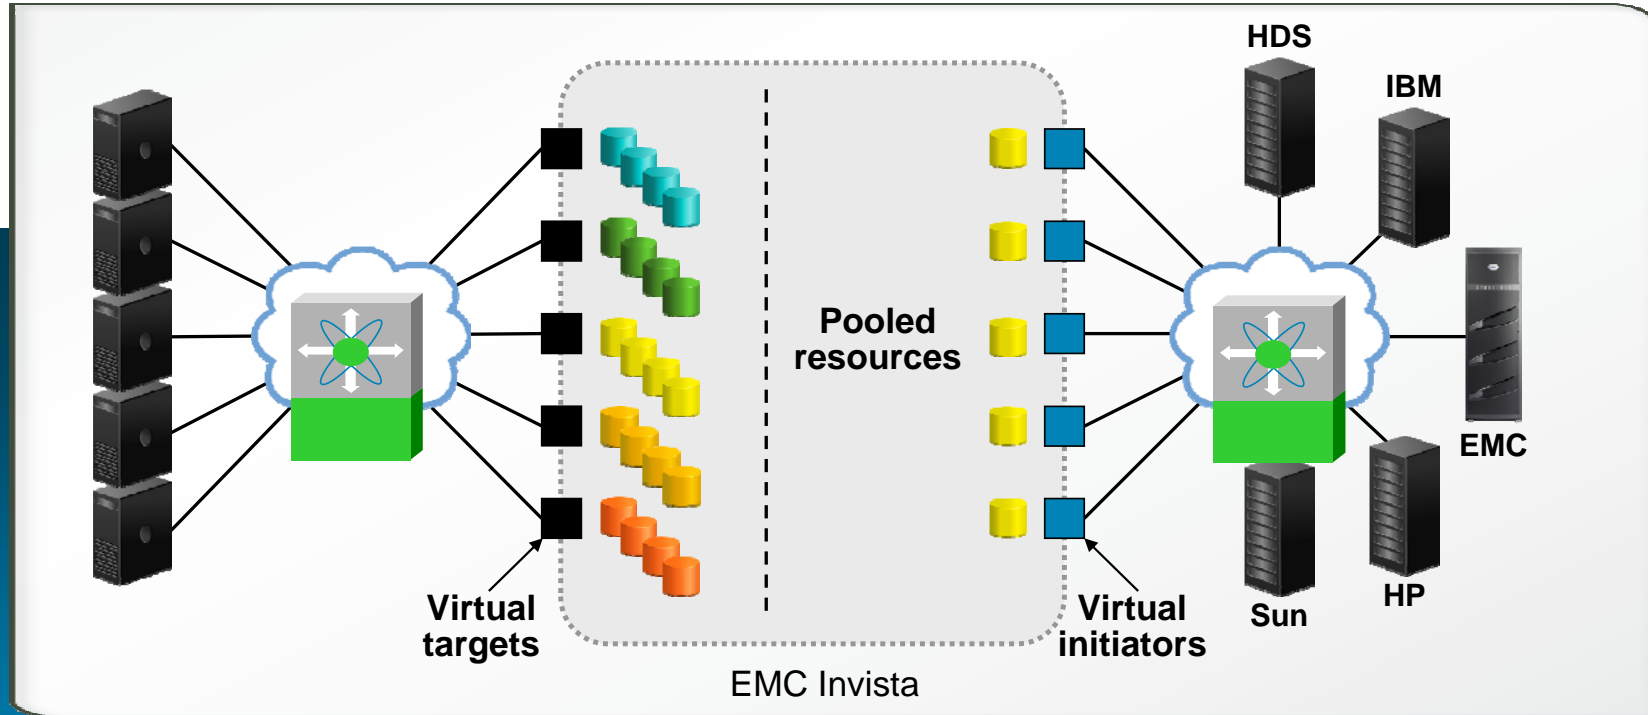 HDS
IBM
Pooled
resources
EMC
HP
Sun
Virtual
targets
Virtual
initiators
EMC Invista